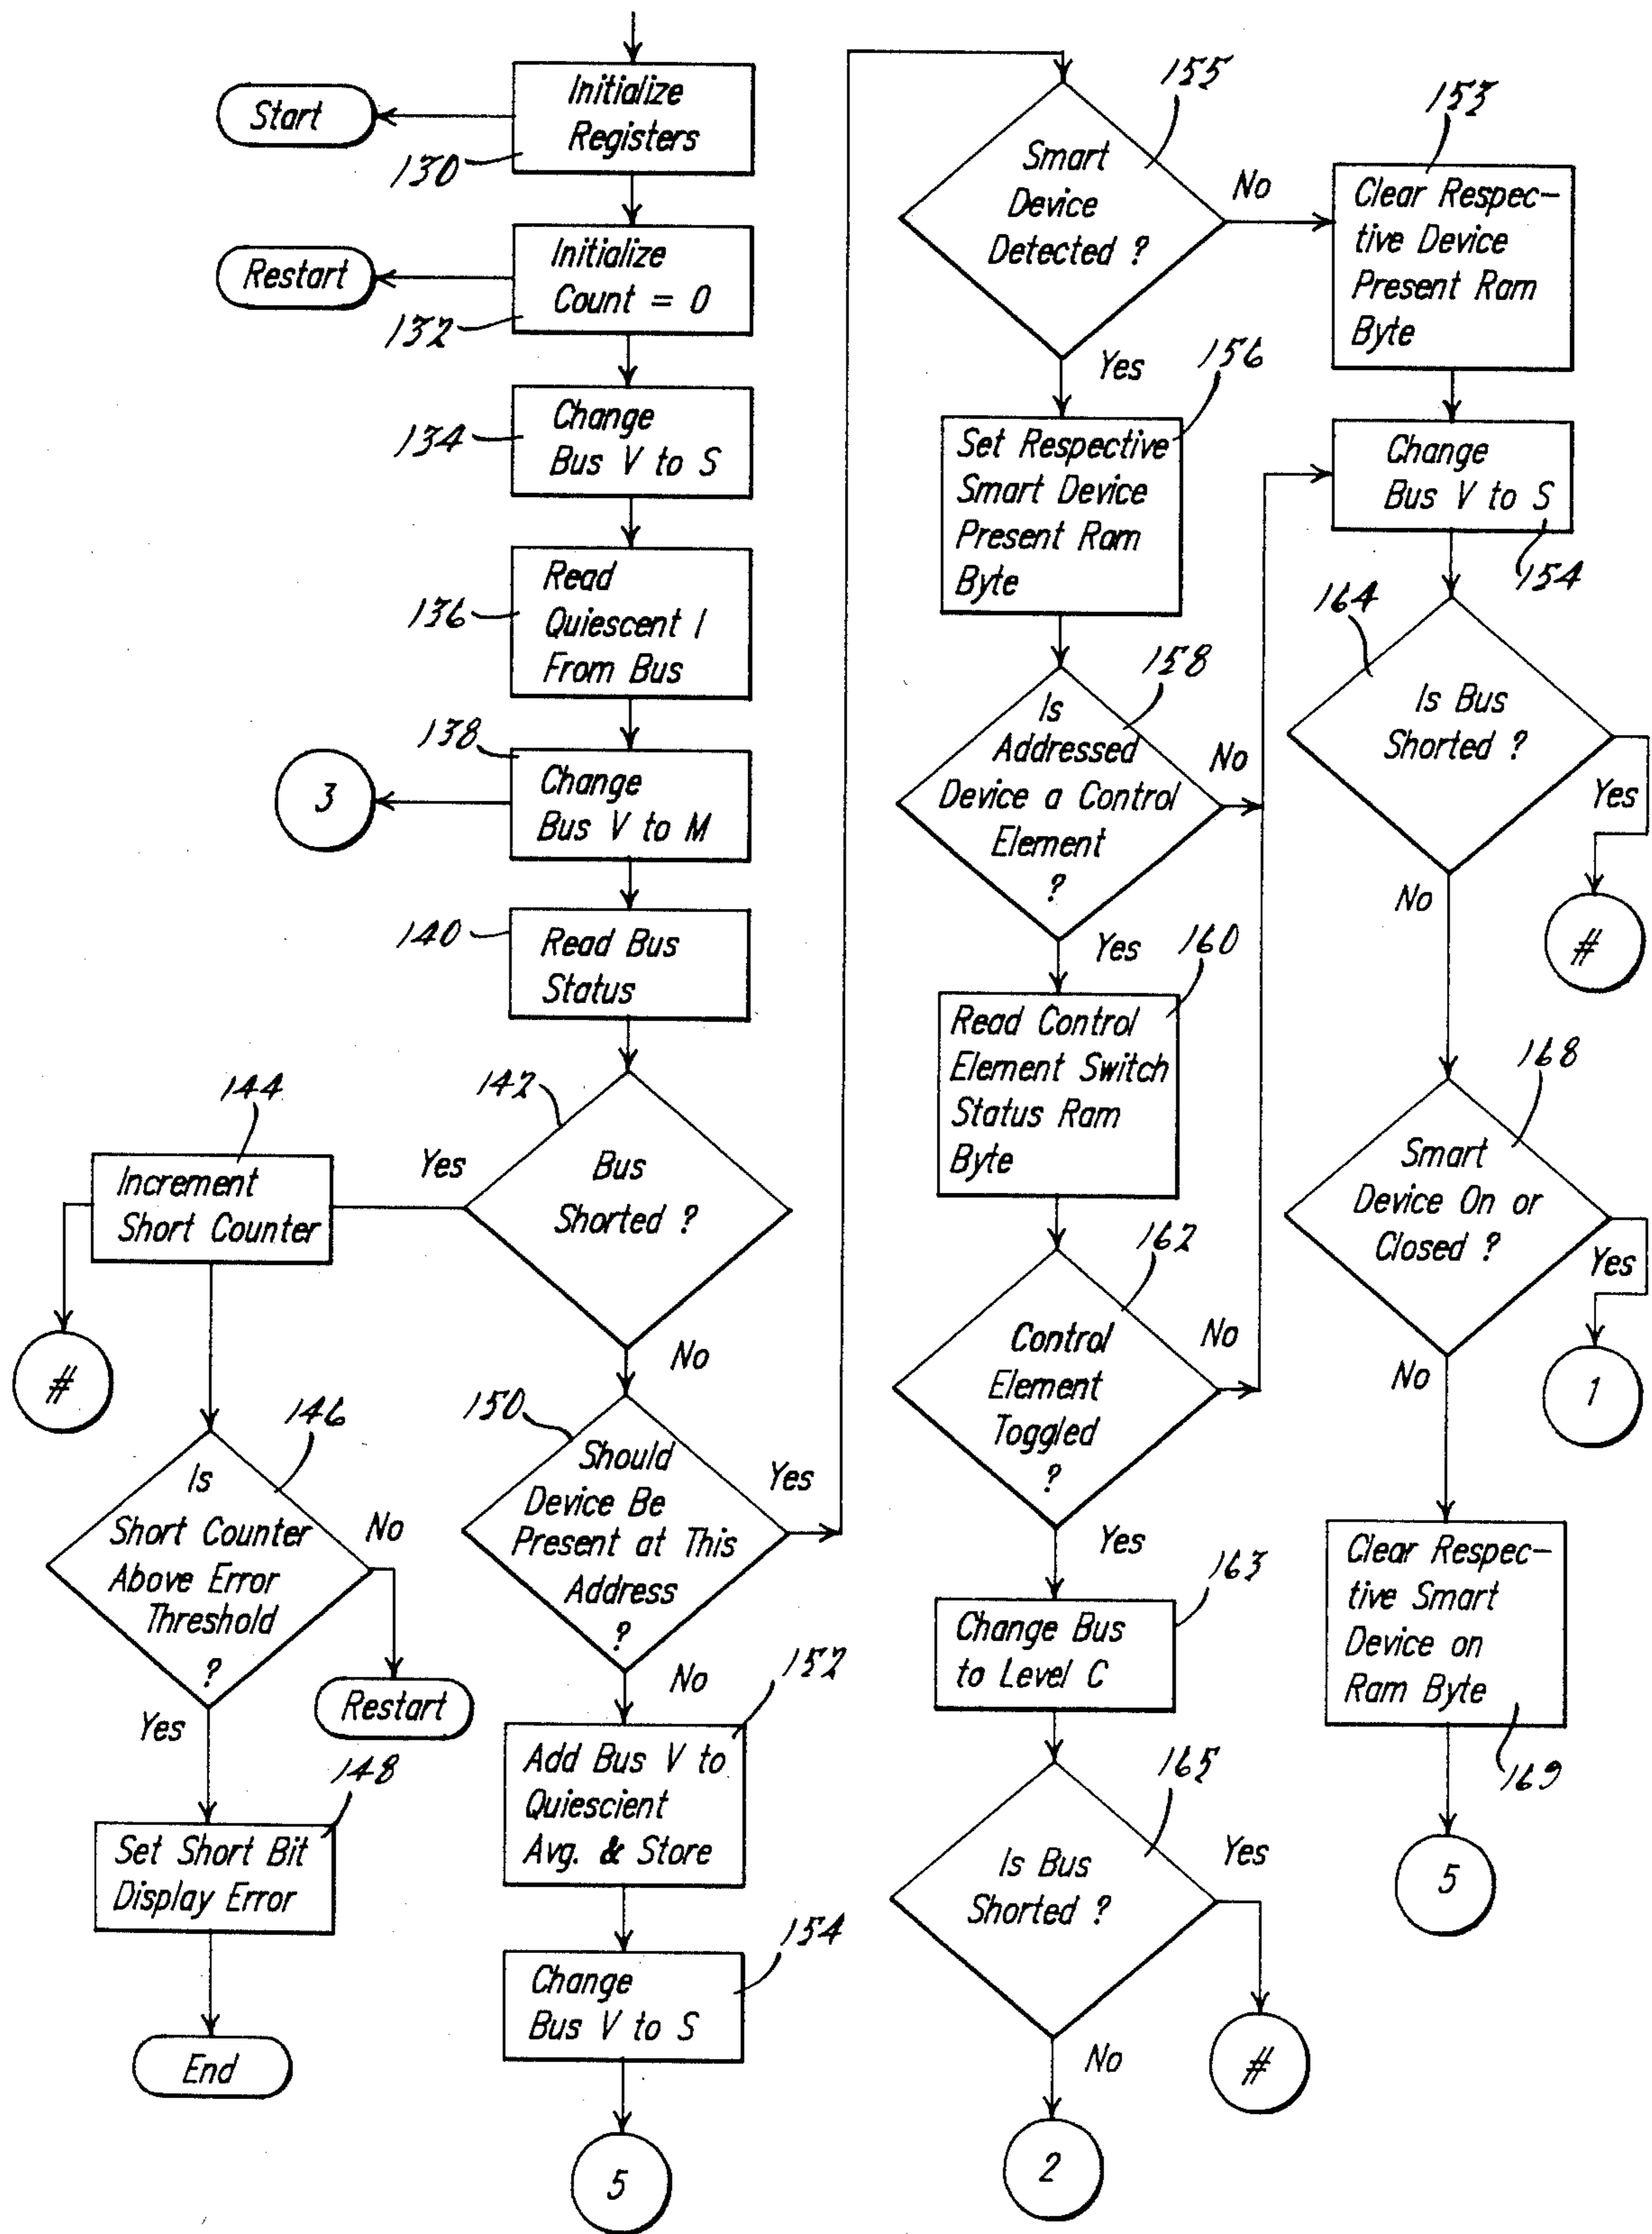 Start
Initialize
Registers
130
Restart
Initialize
Count = 0
132
Change
Bus V to S
134
Read
Quiescent I
From Bus
136
138
Change
Bus V to M
3
140
Read Bus
Status
142
Bus
Shorted ?
Yes
No
144
Increment
Short Counter
#
146
Is
Short Counter
Above Error
Threshold
?
No
Restart
Yes
148
Set Short Bit
Display Error
End
150
Should
Device Be
Present at This
Address
?
Yes
No
152
Add Bus V to
Quiescient
Avg. & Store
154
Change
Bus V to S
5
155
Smart
Device
Detected ?
No
Yes
156
Set Respective
Smart Device
Present Ram
Byte
158
Is
Addressed
Device a Control
Element
?
No
Yes
160
Read Control
Element Switch
Status Ram
Byte
162
Control
Element
Toggled
?
No
Yes
163
Change Bus
to Level C
165
Is Bus
Shorted ?
Yes
#
No
2
153
Clear Respec-
tive Device
Present Ram
Byte
Change
Bus V to S
154
164
Is Bus
Shorted ?
Yes
#
No
168
Smart
Device On or
Closed ?
Yes
1
No
Clear Respec-
tive Smart
Device on
Ram Byte
169
5